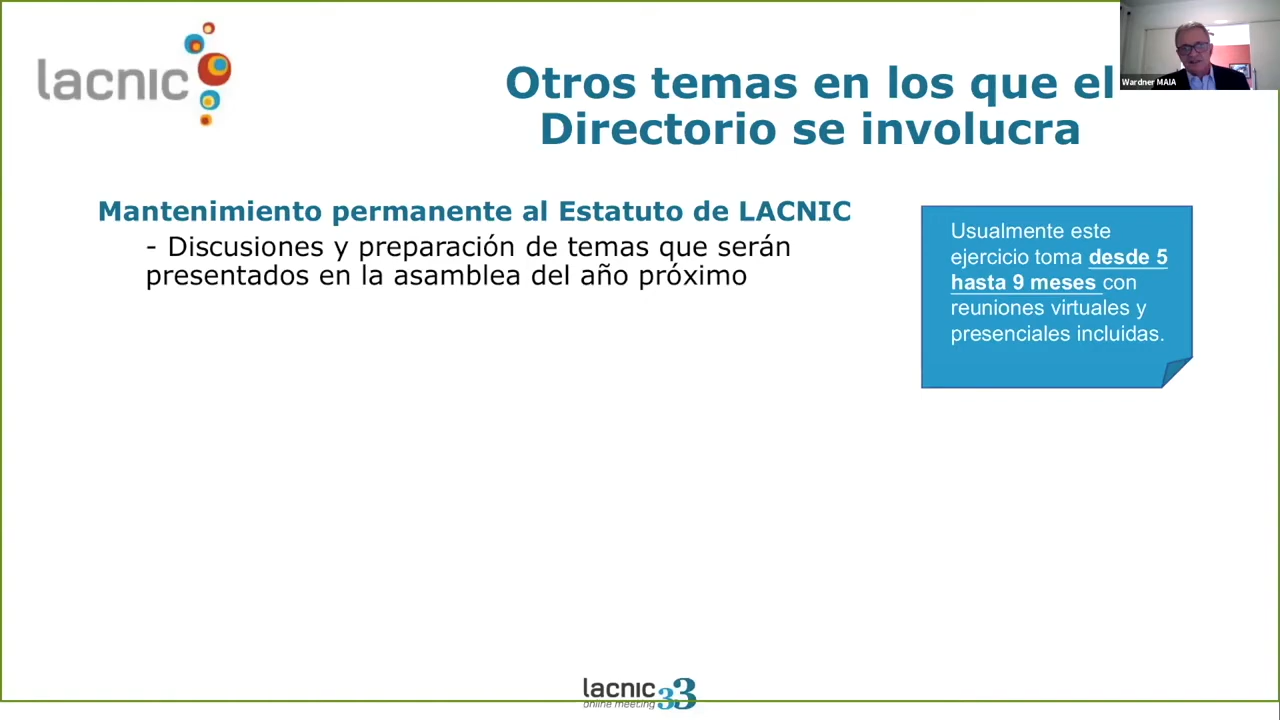 lacnic
Otros temas en los que el
Directorio se involucra
Wardner MAIA
Mantenimiento permanente al Estatuto de LACNIC
- Discusiones y preparación de temas que serán
presentados en la asamblea del año próximo
Usualmente este
ejercicio toma desde 5
hasta 9 meses con
reuniones virtuales y
presenciales incluidas.
lacnic 33
online meeting